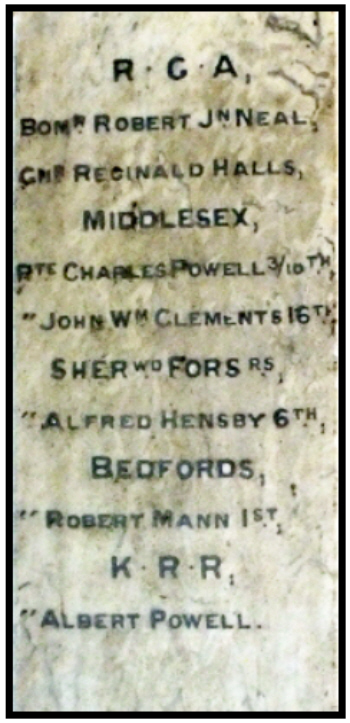 R·G·A,
BOMR ROBERT JN NEAL,
GNR REGINALD HALLS,
MIDDLESEX,
PTE CHARLES POWELL 3/10TH,
" JOHN WM CLEMENTS 16TH,
SHERWD FORSRS,
" ALFRED HENSBY 6TH,
BEDFORDS,
" ROBERT MANN 1ST,
K·R·R,
" ALBERT POWELL.